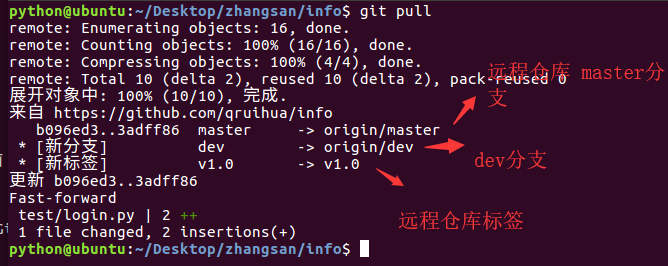 python@ubuntu:~/Desktop/zhangsan/info$ git pull
remote: Enumerating objects: 16, done.
remote: Counting objects: 100% (16/16), done.
remote: Compressing objects: 100% (4/4), done.
remote: Total 10 (delta 2), reused 10 (delta 2), pack-reused 0
展开对象中: 100% (10/10), 完成.
来自 https://github.com/qruihua/info
b096ed3..3adff86 master -> origin/master
远程仓库 master分
支
* [新分支] dev -> origin/dev
dev分支
* [新标签] v1.0 -> v1.0
更新 b096ed3..3adff86
Fast-forward
远程仓库标签
test/login.py | 2 ++
1 file changed, 2 insertions(+)
python@ubuntu:~/Desktop/zhangsan/info$